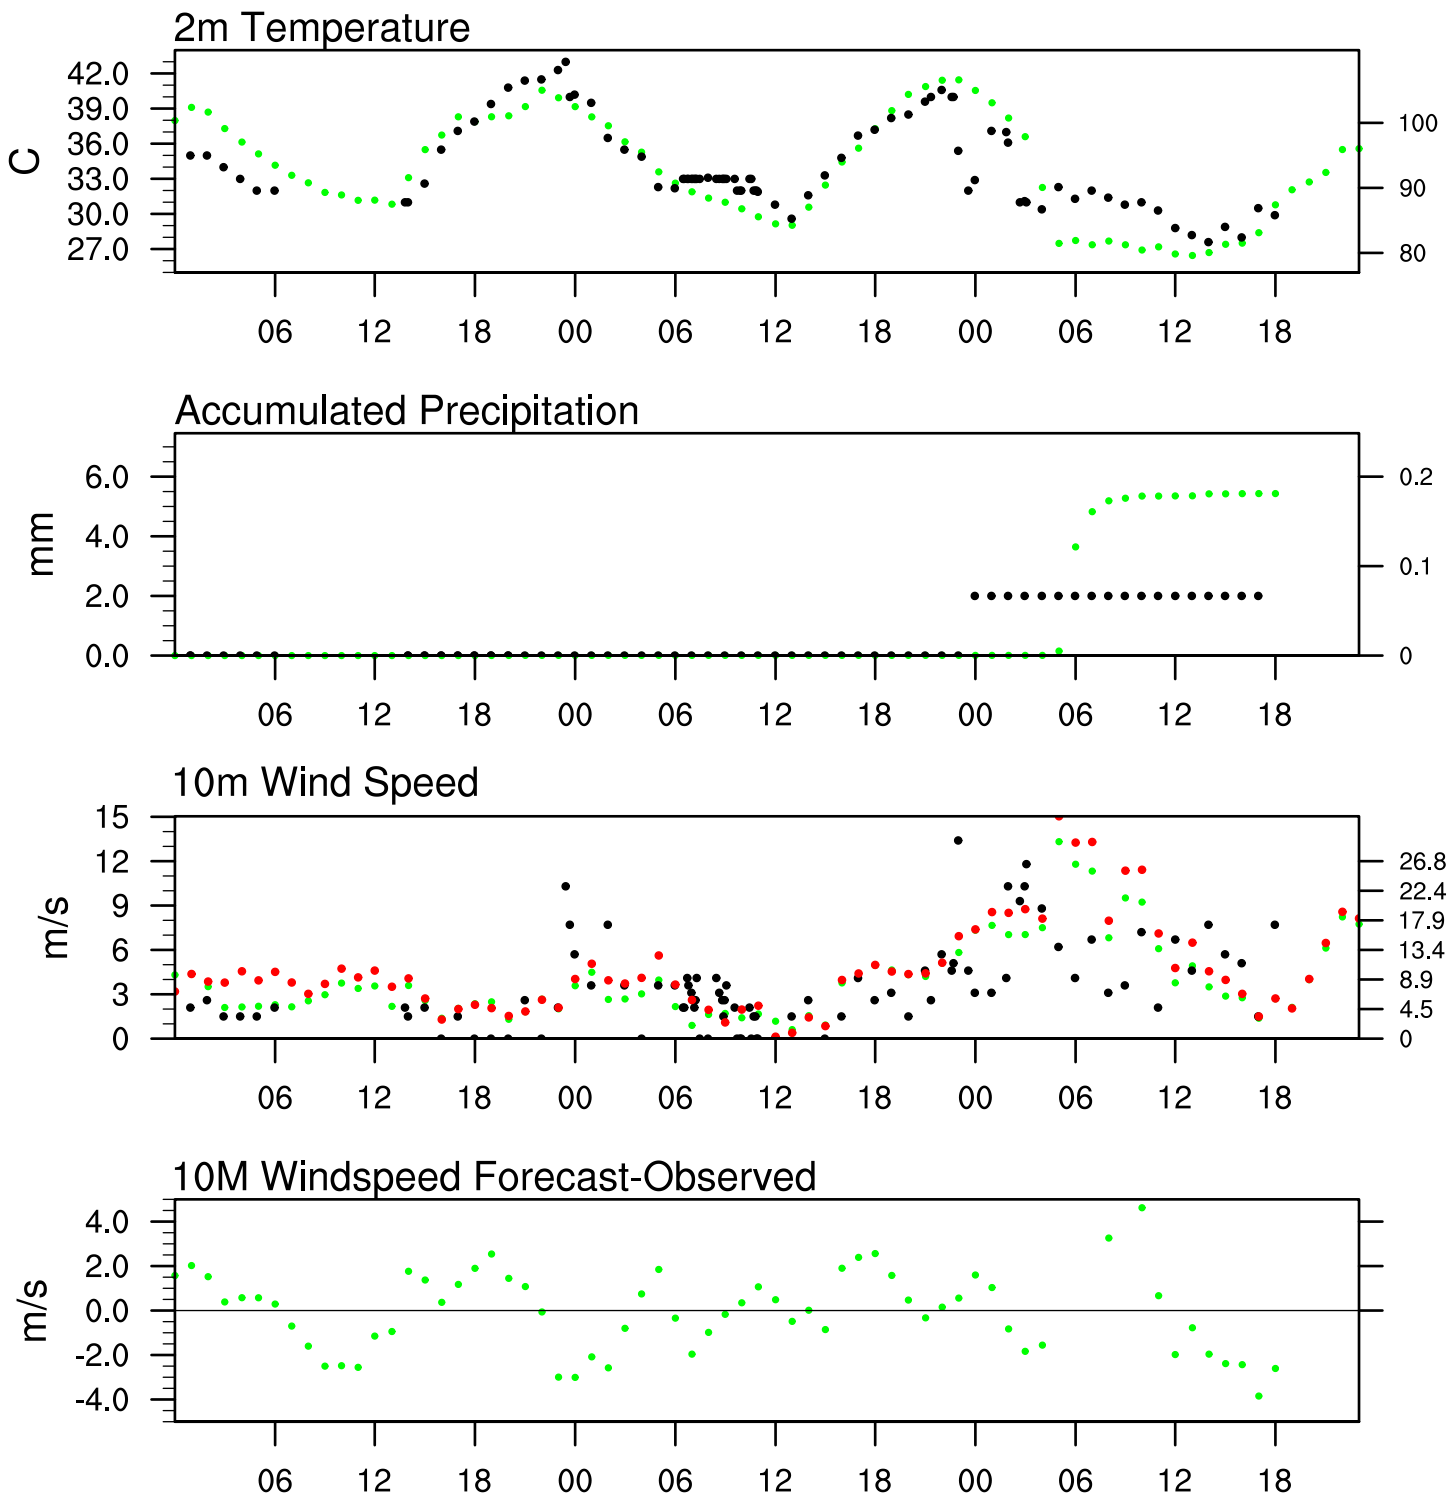 2m Temperature
42.0
39.0
36.0
33.0
30.0
27.0
C
100
90
80
06 12 18 00 06 12 18 00 06 12 18
Accumulated Precipitation
6.0
4.0
2.0
0.0
mm
0.2
0.1
0
06 12 18 00 06 12 18 00 06 12 18
10m Wind Speed
15
12
9
6
3
0
m/s
26.8
22.4
17.9
13.4
8.9
4.5
0
06 12 18 00 06 12 18 00 06 12 18
10M Windspeed Forecast-Observed
4.0
2.0
0.0
-2.0
-4.0
m/s
06 12 18 00 06 12 18 00 06 12 18